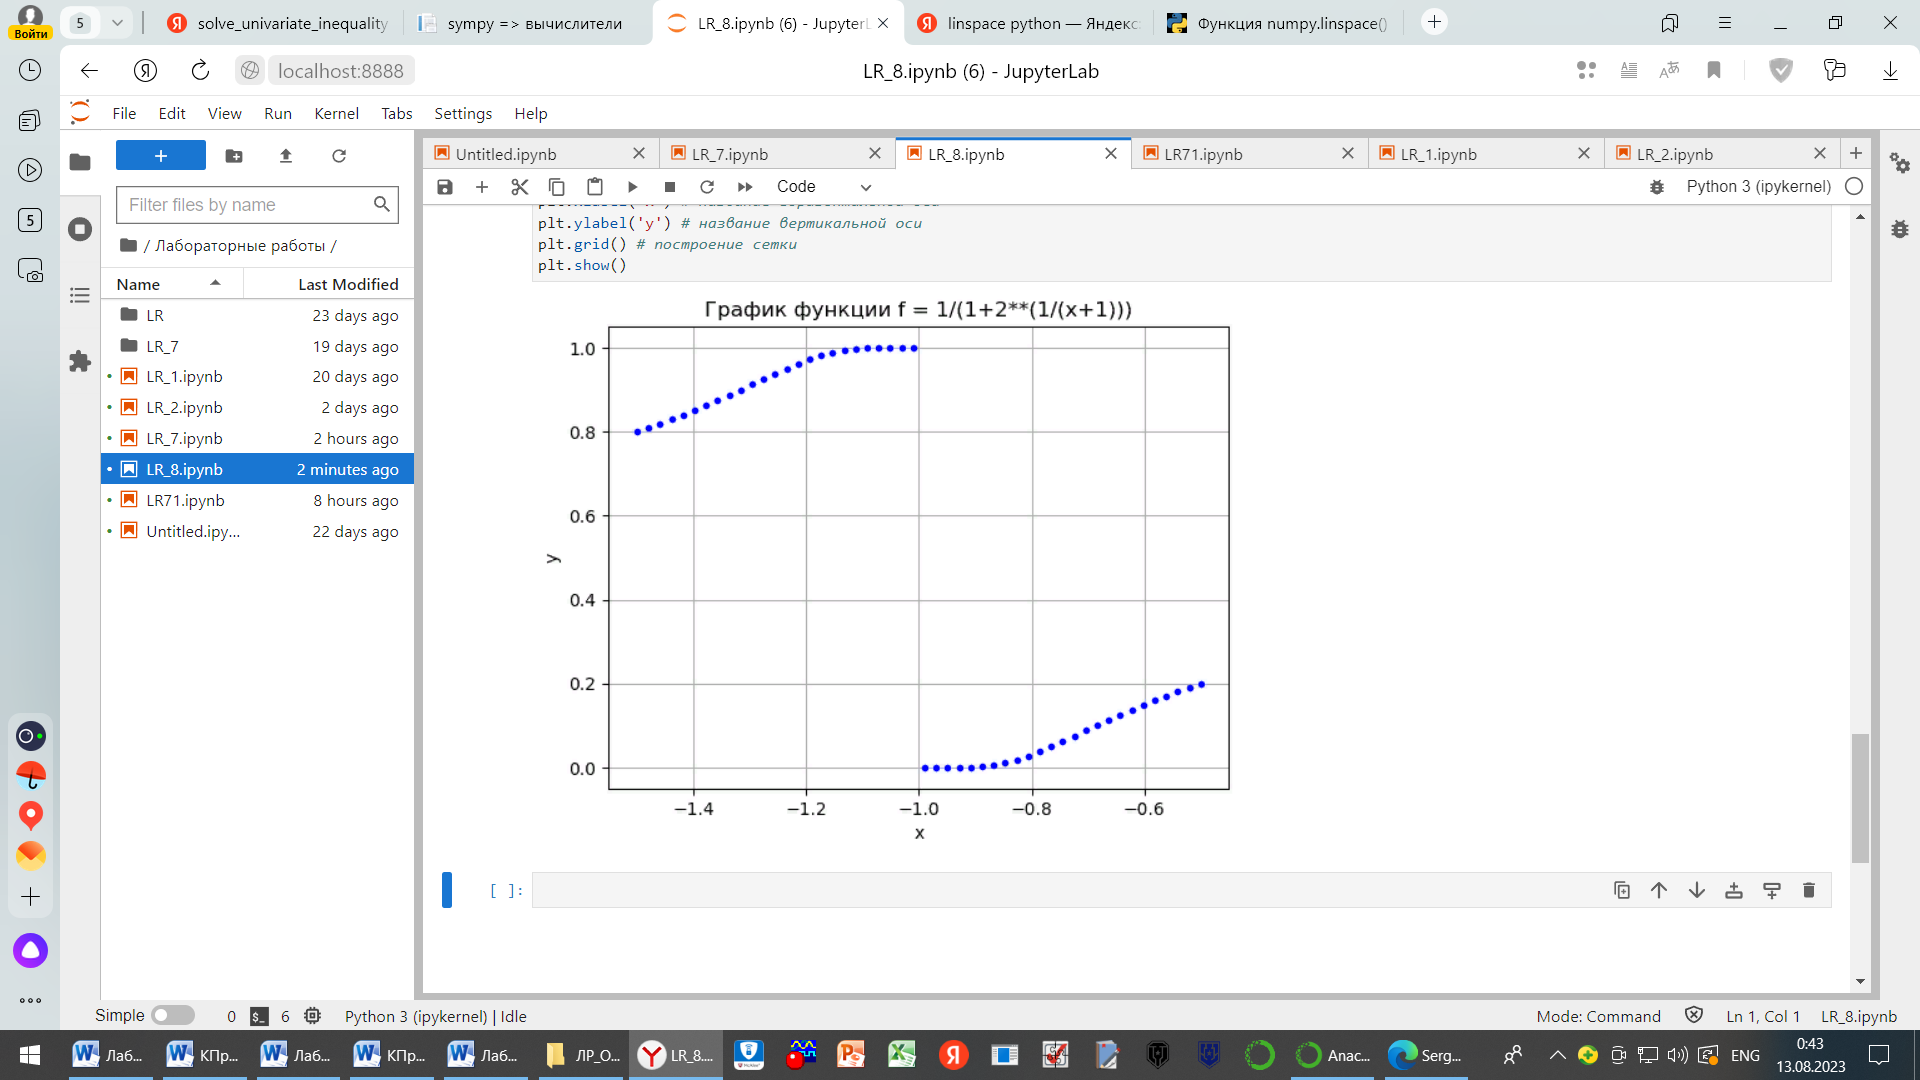 Войти
5
solve_univariate_inequality
sympy => вычислители
LR_8.ipynb (6) - JupyterL
linspace python — Яндекс
Функция numpy.linspace()
localhost:8888
LR_8.ipynb (6) - JupyterLab
File Edit View Run Kernel Tabs Settings Help
5
Filter files by name
/ Лабораторные работы /
Name Last Modified
LR 23 days ago
LR_7 19 days ago
LR_1.ipynb 20 days ago
LR_2.ipynb 2 days ago
LR_7.ipynb 2 hours ago
LR_8.ipynb 2 minutes ago
LR71.ipynb 8 hours ago
Untitled.ipy... 22 days ago
Untitled.ipynb LR_7.ipynb LR_8.ipynb LR71.ipynb LR_1.ipynb LR_2.ipynb
Code
Python 3 (ipykernel)
plt.ylabel('y') # название вертикальной оси
plt.grid() # построение сетки
plt.show()
График функции f = 1/(1+2**(1/(x+1)))
1.0
0.8
0.6
0.4
0.2
0.0
y
−1.4 −1.2 −1.0 −0.8 −0.6
x
[ ]:
Simple 0 $_ 6 Python 3 (ipykernel) | Idle
Mode: Command Ln 1, Col 1 LR_8.ipynb
Лаб... КПр... Лаб... КПр... Лаб... ЛР_О... LR_8.... Anac... Serg...
ENG
0:43
13.08.2023